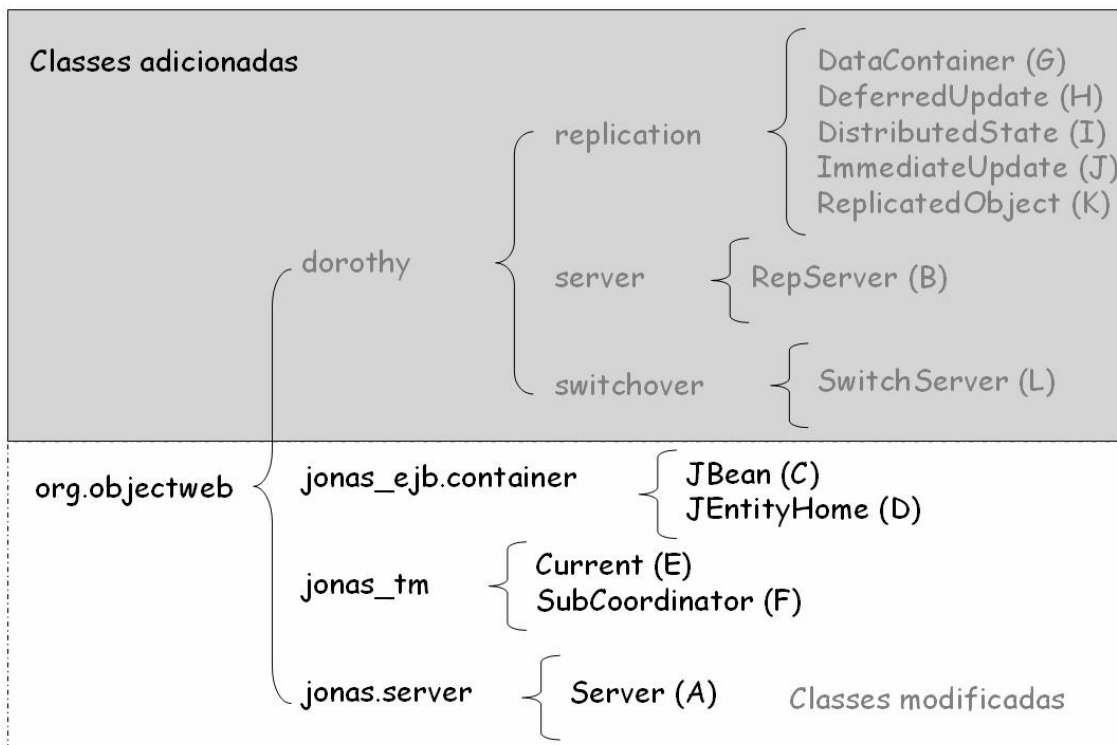 Classes adicionadas
DataContainer (G)
DeferredUpdate (H)
replication
DistributedState (I)
ImmediateUpdate (J)
ReplicatedObject (K)
dorothy
server
RepServer (B)
switchover
SwitchServer (L)
org.objectweb
jonas_ejb.container
JBean (C)
JEntityHome (D)
jonas_tm
Current (E)
SubCoordinator (F)
jonas.server
Server (A)
Classes modificadas